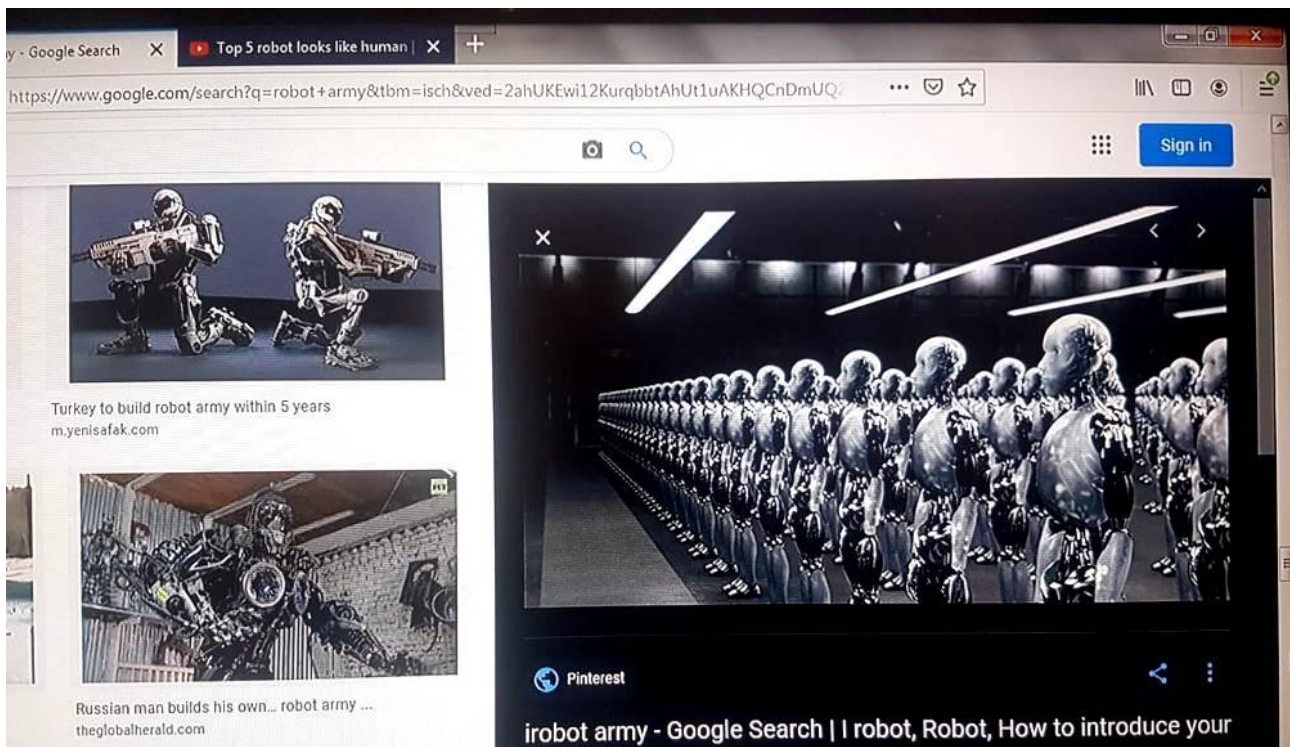 y - Google Search
Top 5 robot looks like human |
https://www.google.com/search?q=robot+army&tbm=isch&ved=2ahUKEwi12KurqbbtAhUt1uAKHQCnDmUQ2
Sign in
Turkey to build robot army within 5 years
m.yenisafak.com
RT
Russian man builds his own... robot army ...
theglobalherald.com
Pinterest
irobot army - Google Search | I robot, Robot, How to introduce your